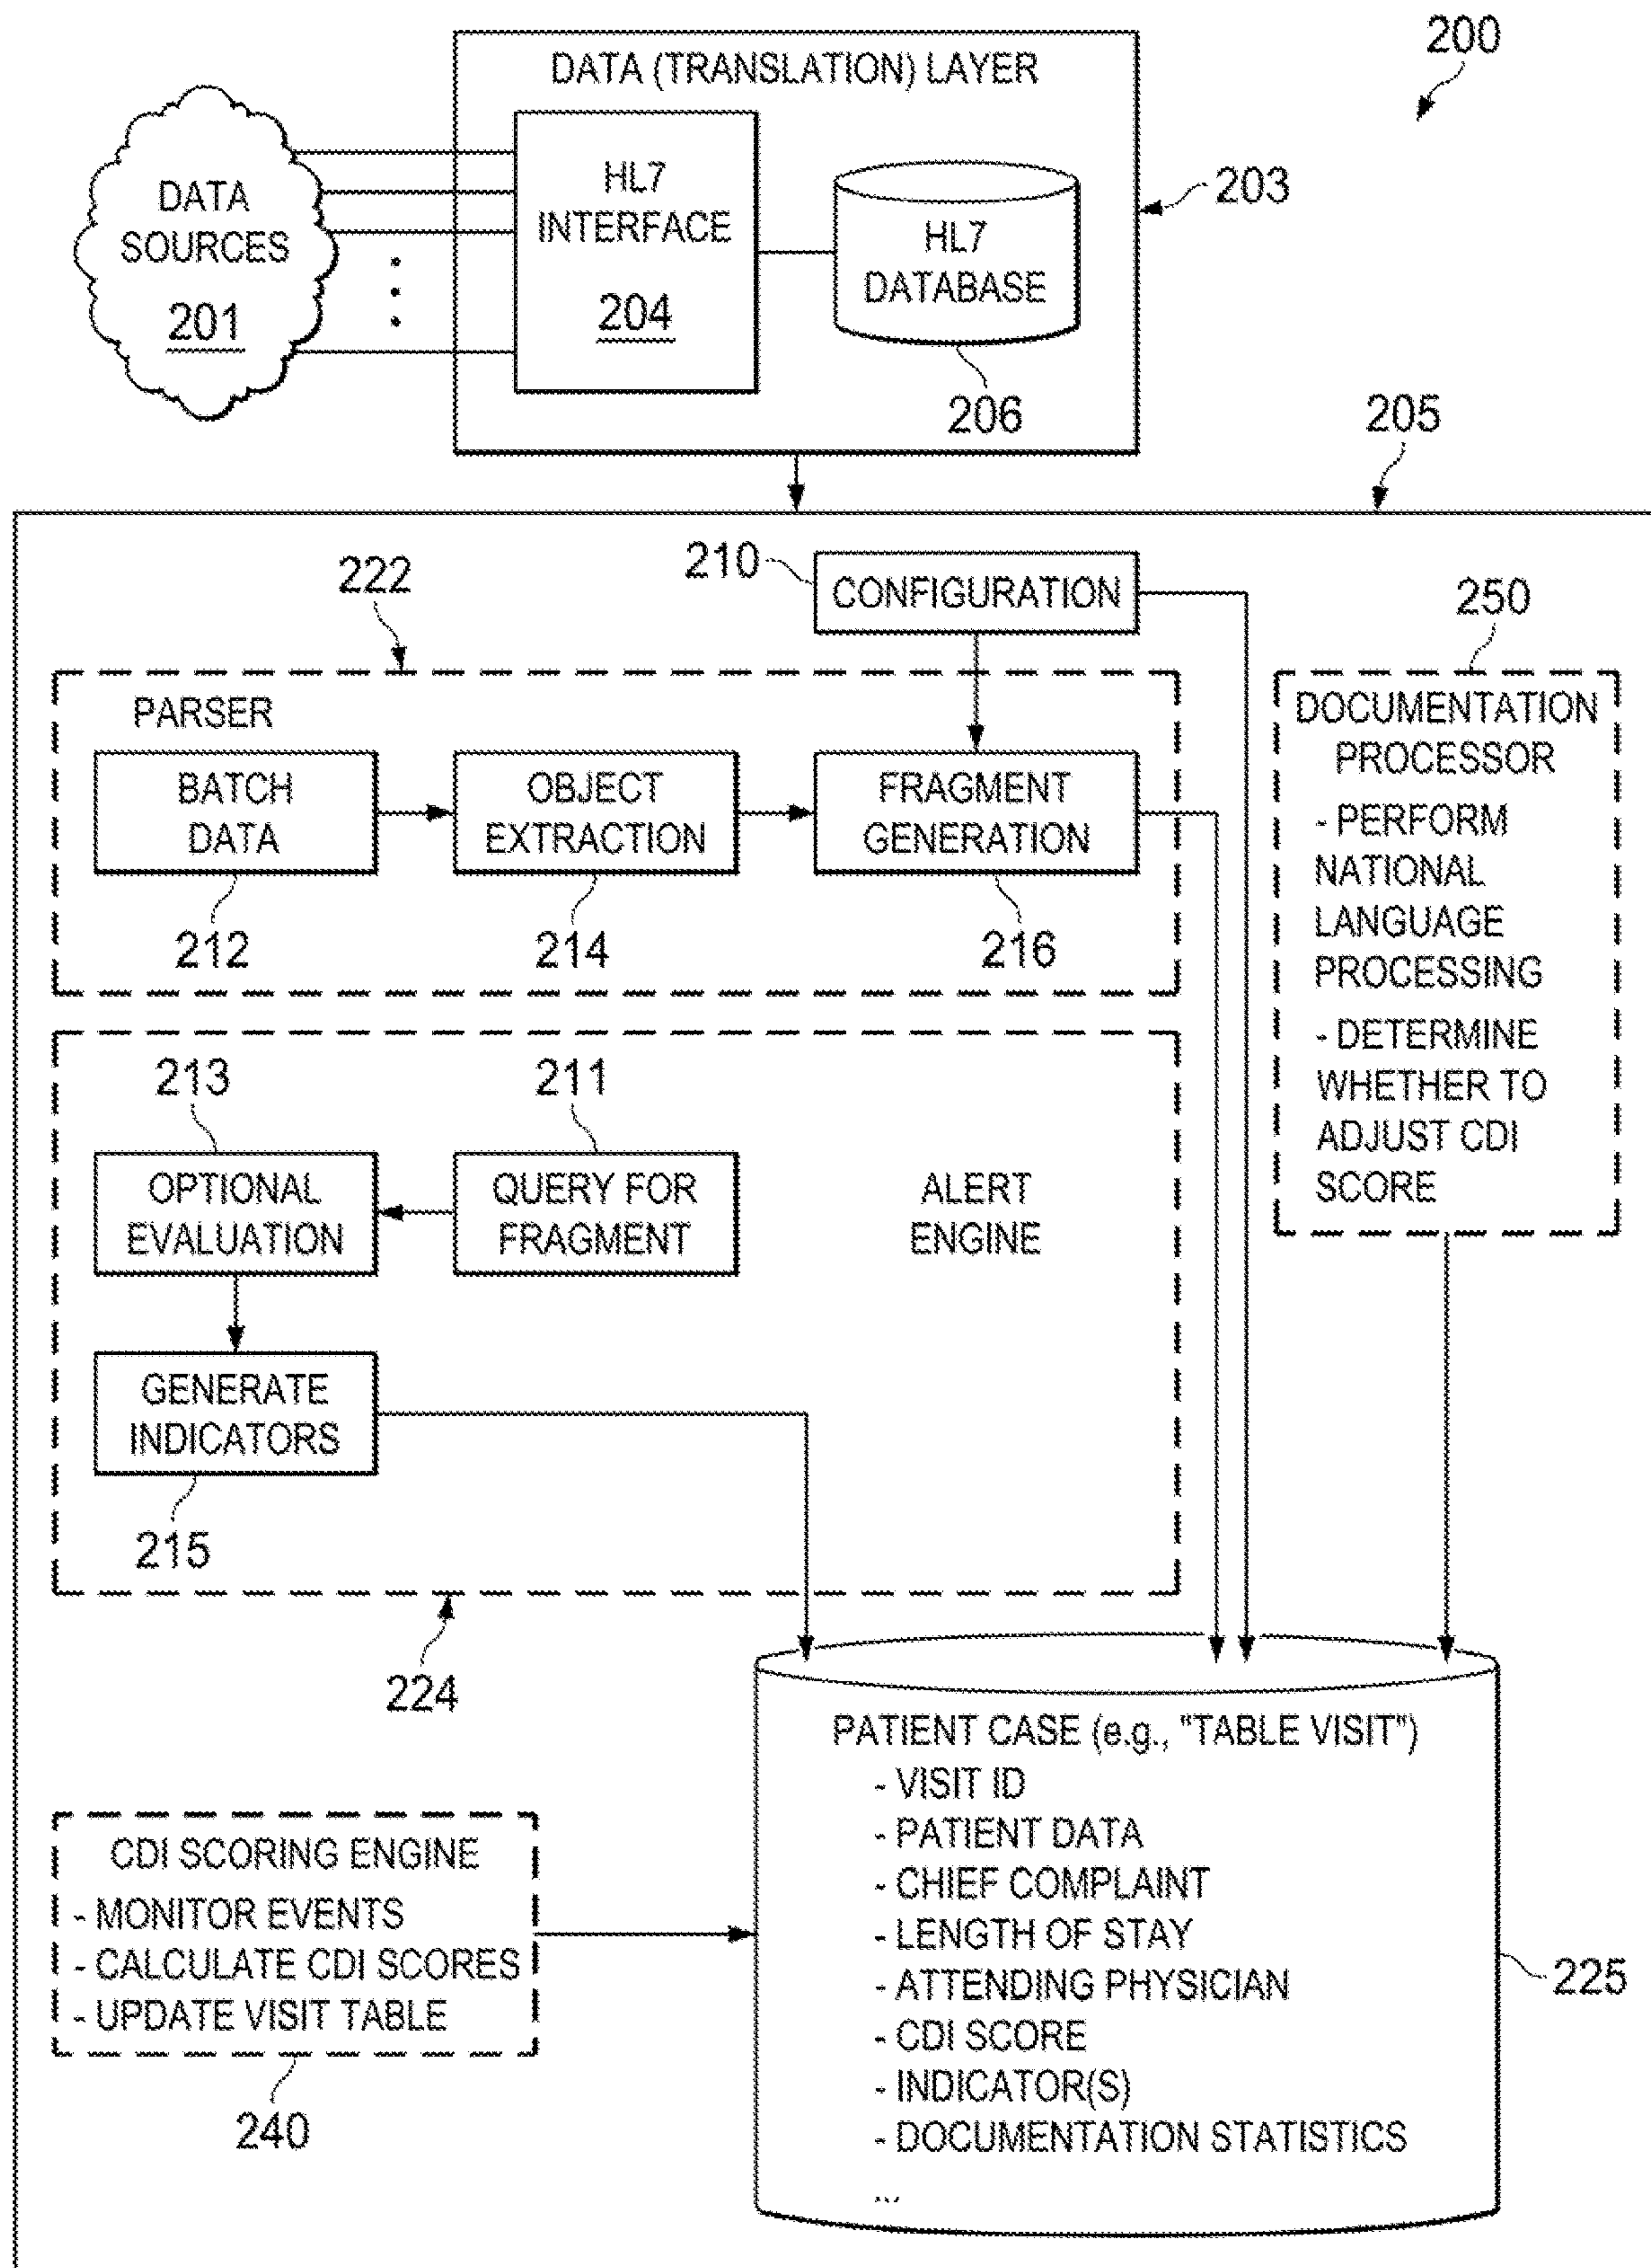 200
DATA (TRANSLATION) LAYER
DATA
SOURCES
201
HL7
INTERFACE
204
HL7
DATABASE
203
206
205
210
CONFIGURATION
222
250
PARSER
BATCH
DATA
OBJECT
EXTRACTION
FRAGMENT
GENERATION
212
214
216
DOCUMENTATION
PROCESSOR
- PERFORM
NATIONAL
LANGUAGE
PROCESSING
- DETERMINE
WHETHER TO
ADJUST CDI
SCORE
213
211
OPTIONAL
EVALUATION
QUERY FOR
FRAGMENT
ALERT
ENGINE
GENERATE
INDICATORS
215
224
PATIENT CASE (e.g., "TABLE VISIT")
- VISIT ID
- PATIENT DATA
- CHIEF COMPLAINT
- LENGTH OF STAY
- ATTENDING PHYSICIAN
- CDI SCORE
- INDICATOR(S)
- DOCUMENTATION STATISTICS
...
225
CDI SCORING ENGINE
- MONITOR EVENTS
- CALCULATE CDI SCORES
- UPDATE VISIT TABLE
240